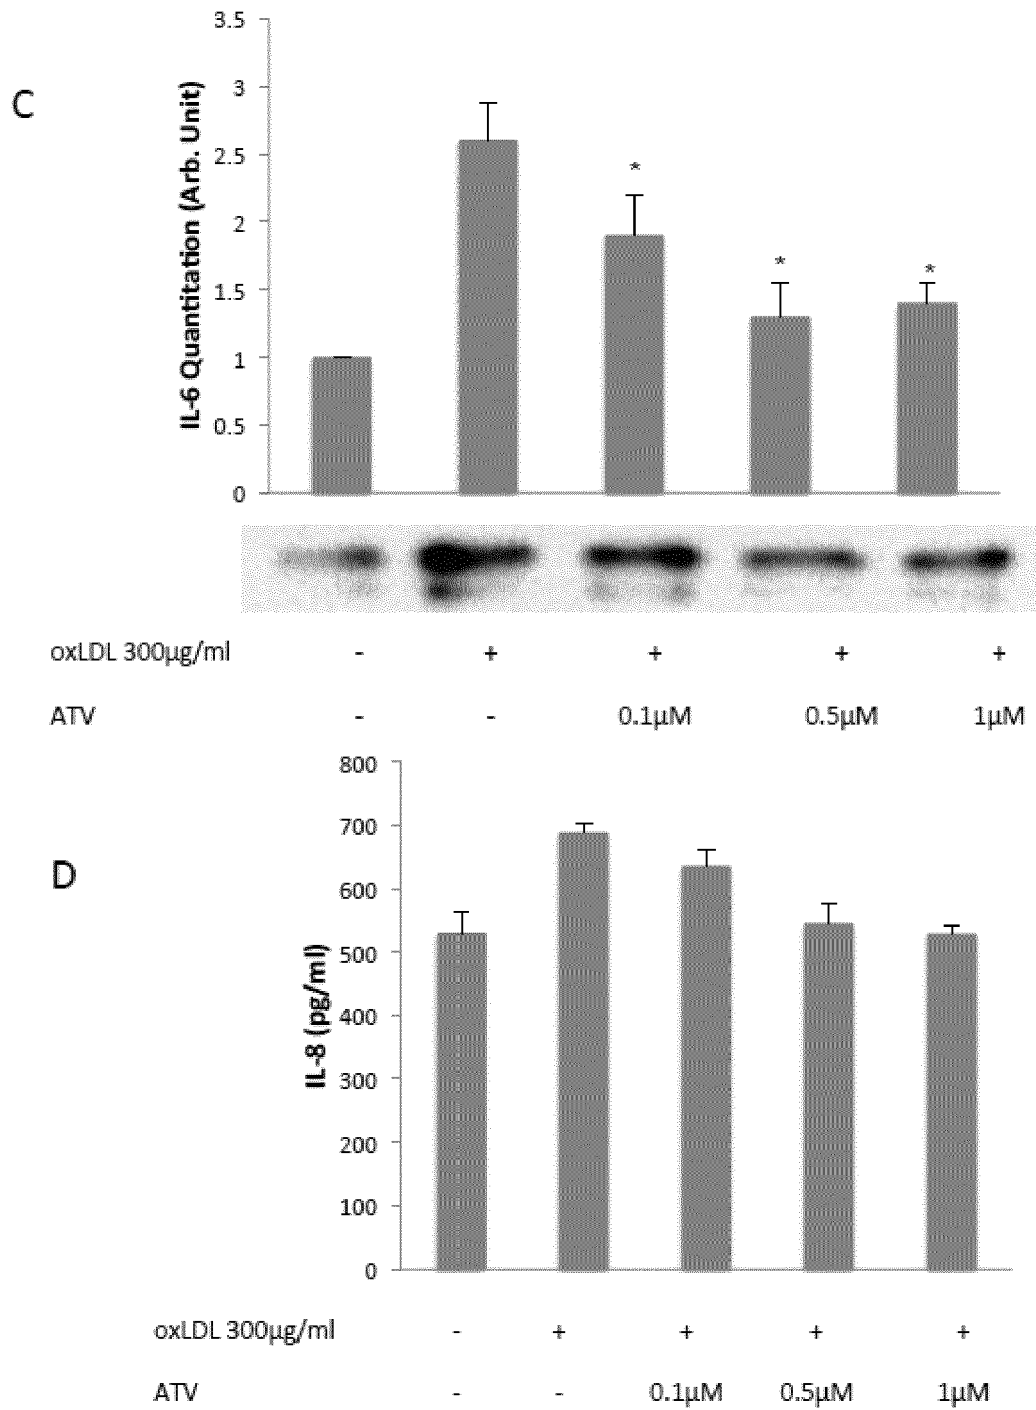 C
IL-6 Quantitation (Arb. Unit)
3.5
3
2.5
2
1.5
1
0.5
0
*
*
*
oxLDL 300µg/ml - + + + +
ATV - - 0.1µM 0.5µM 1µM
D
IL-8 (pg/ml)
800
700
600
500
400
300
200
100
0
oxLDL 300µg/ml - + + + +
ATV - - 0.1µM 0.5µM 1µM